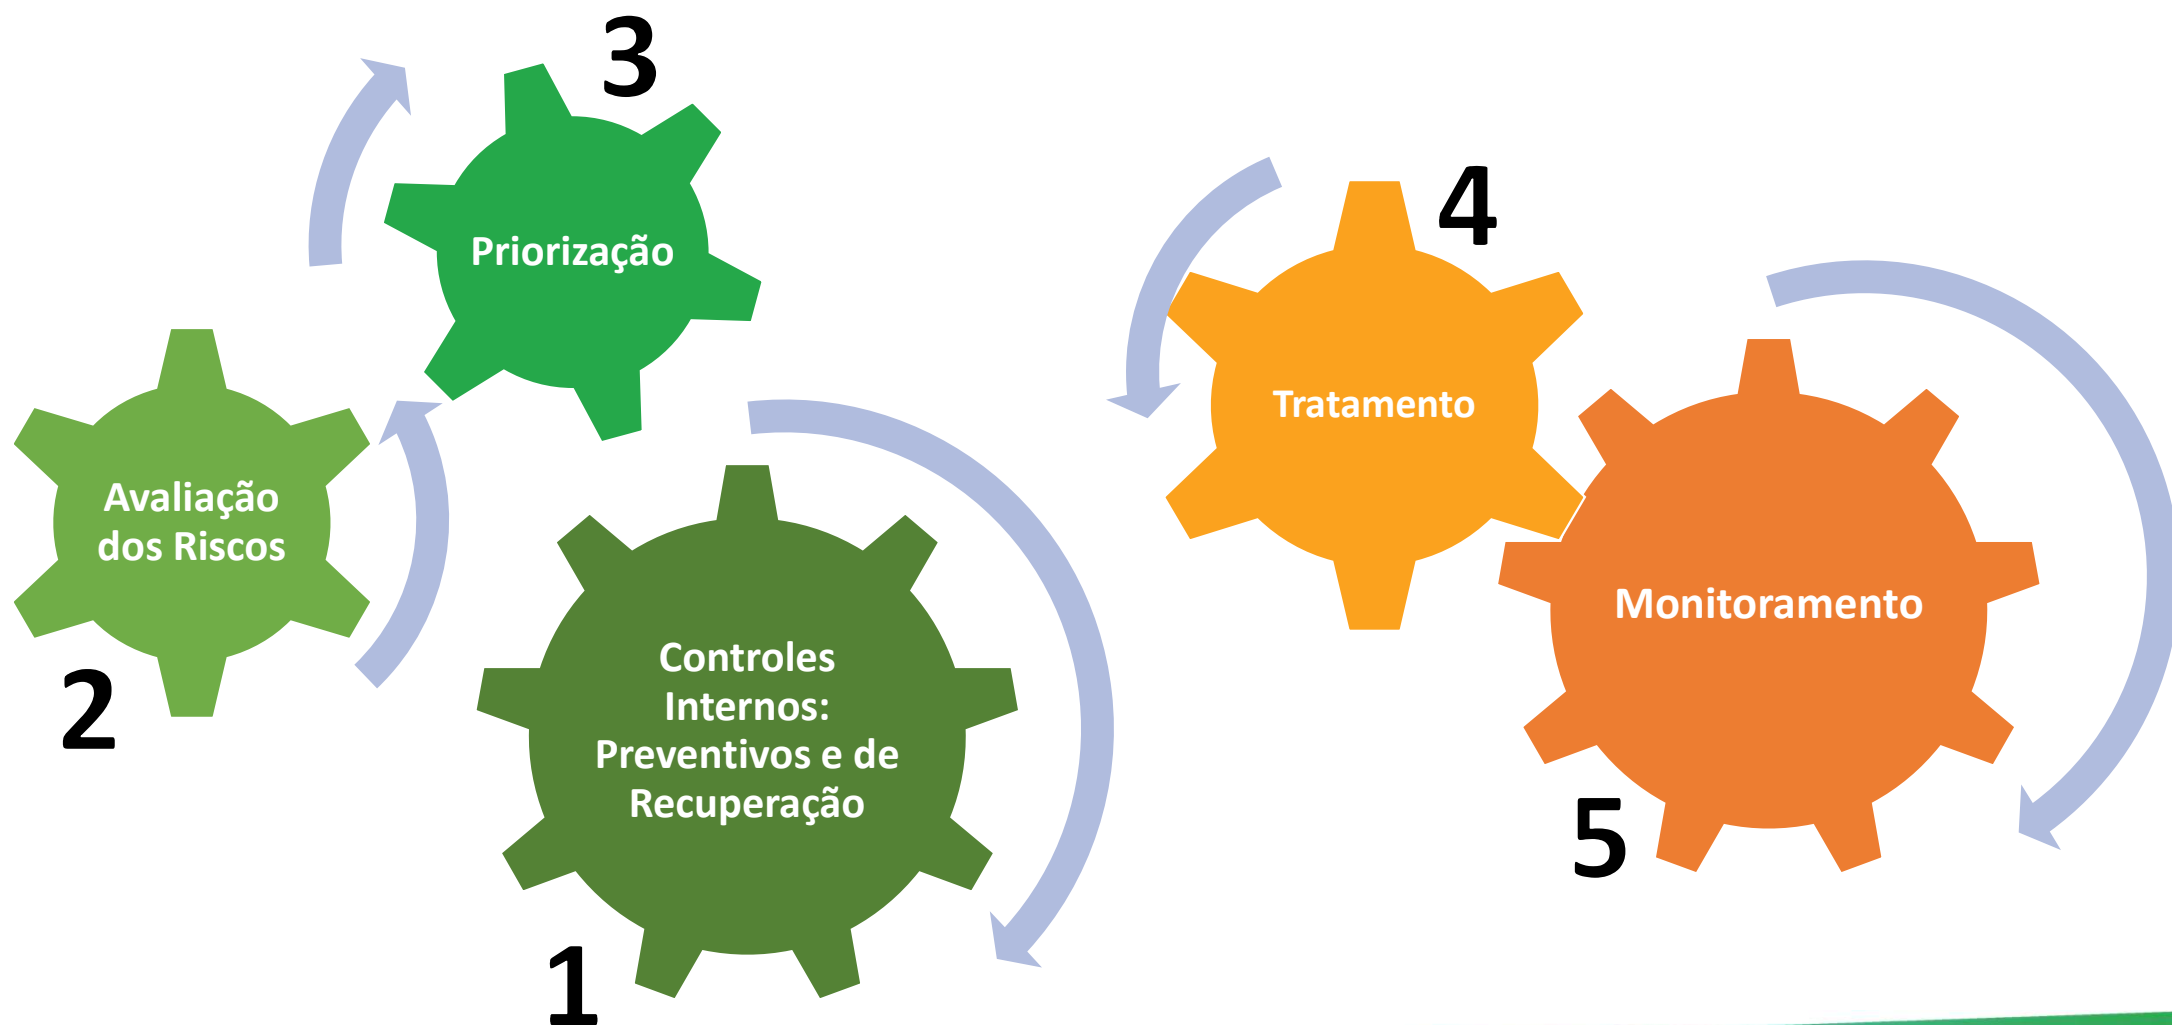 3
Priorização
4
Tratamento
Avaliação
dos Riscos
2
Controles
Internos:
Preventivos e de
Recuperação
1
Monitoramento
5